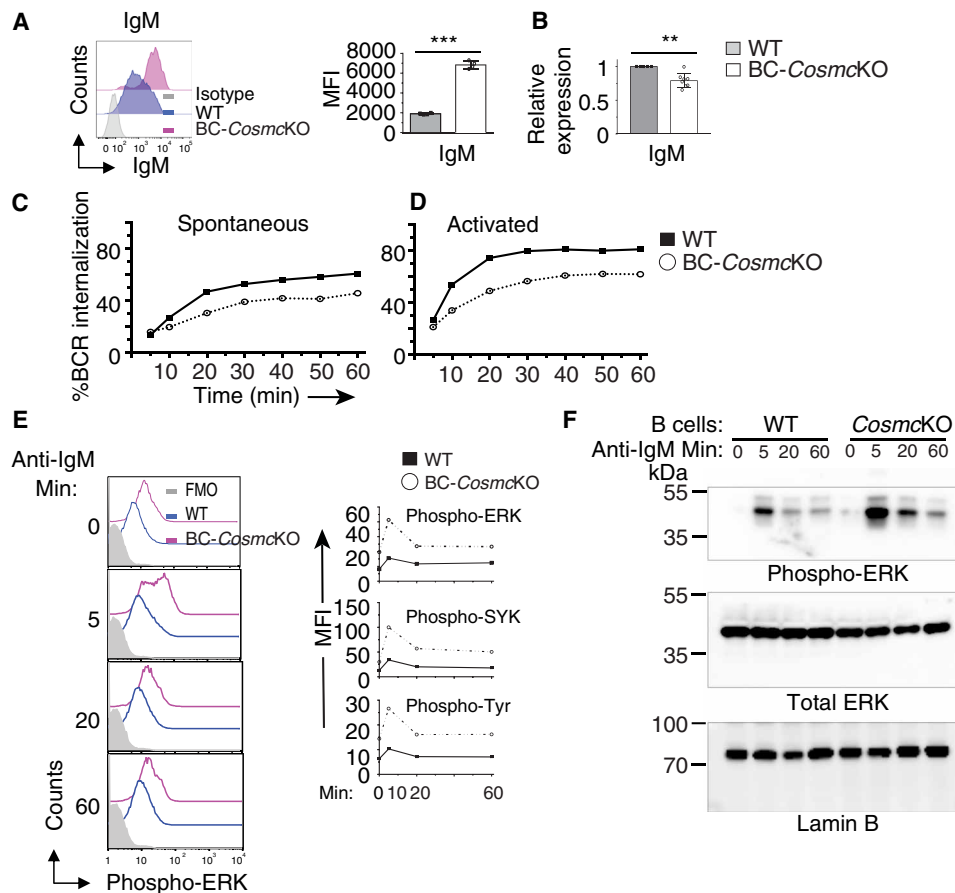 A
IgM
Counts
Isotype
WT
BC-CosmcKO
0 10² 10³ 10⁴ 10⁵
IgM
MFI
8000
6000
4000
2000
0
***
IgM
B
Relative
expression
1
0.5
0
**
IgM
WT
BC-CosmcKO
C
%BCR internalization
Spontaneous
80
40
0
10 20 30 40 50 60
Time (min)
D
Activated
80
40
0
10 20 30 40 50 60
WT
BC-CosmcKO
E
Anti-IgM
Min:
FMO
WT
BC-CosmcKO
0
5
20
60
Counts
1 10 10² 10³ 10⁴
Phospho-ERK
WT
BC-CosmcKO
MFI
60
40
20
0
Phospho-ERK
150
100
50
0
Phospho-SYK
30
20
10
0
Phospho-Tyr
Min: 0 10 20 60
F
B cells: WT CosmcKO
Anti-IgM Min: 0 5 20 60 0 5 20 60
kDa
55
35
Phospho-ERK
55
35
Total ERK
100
70
Lamin B